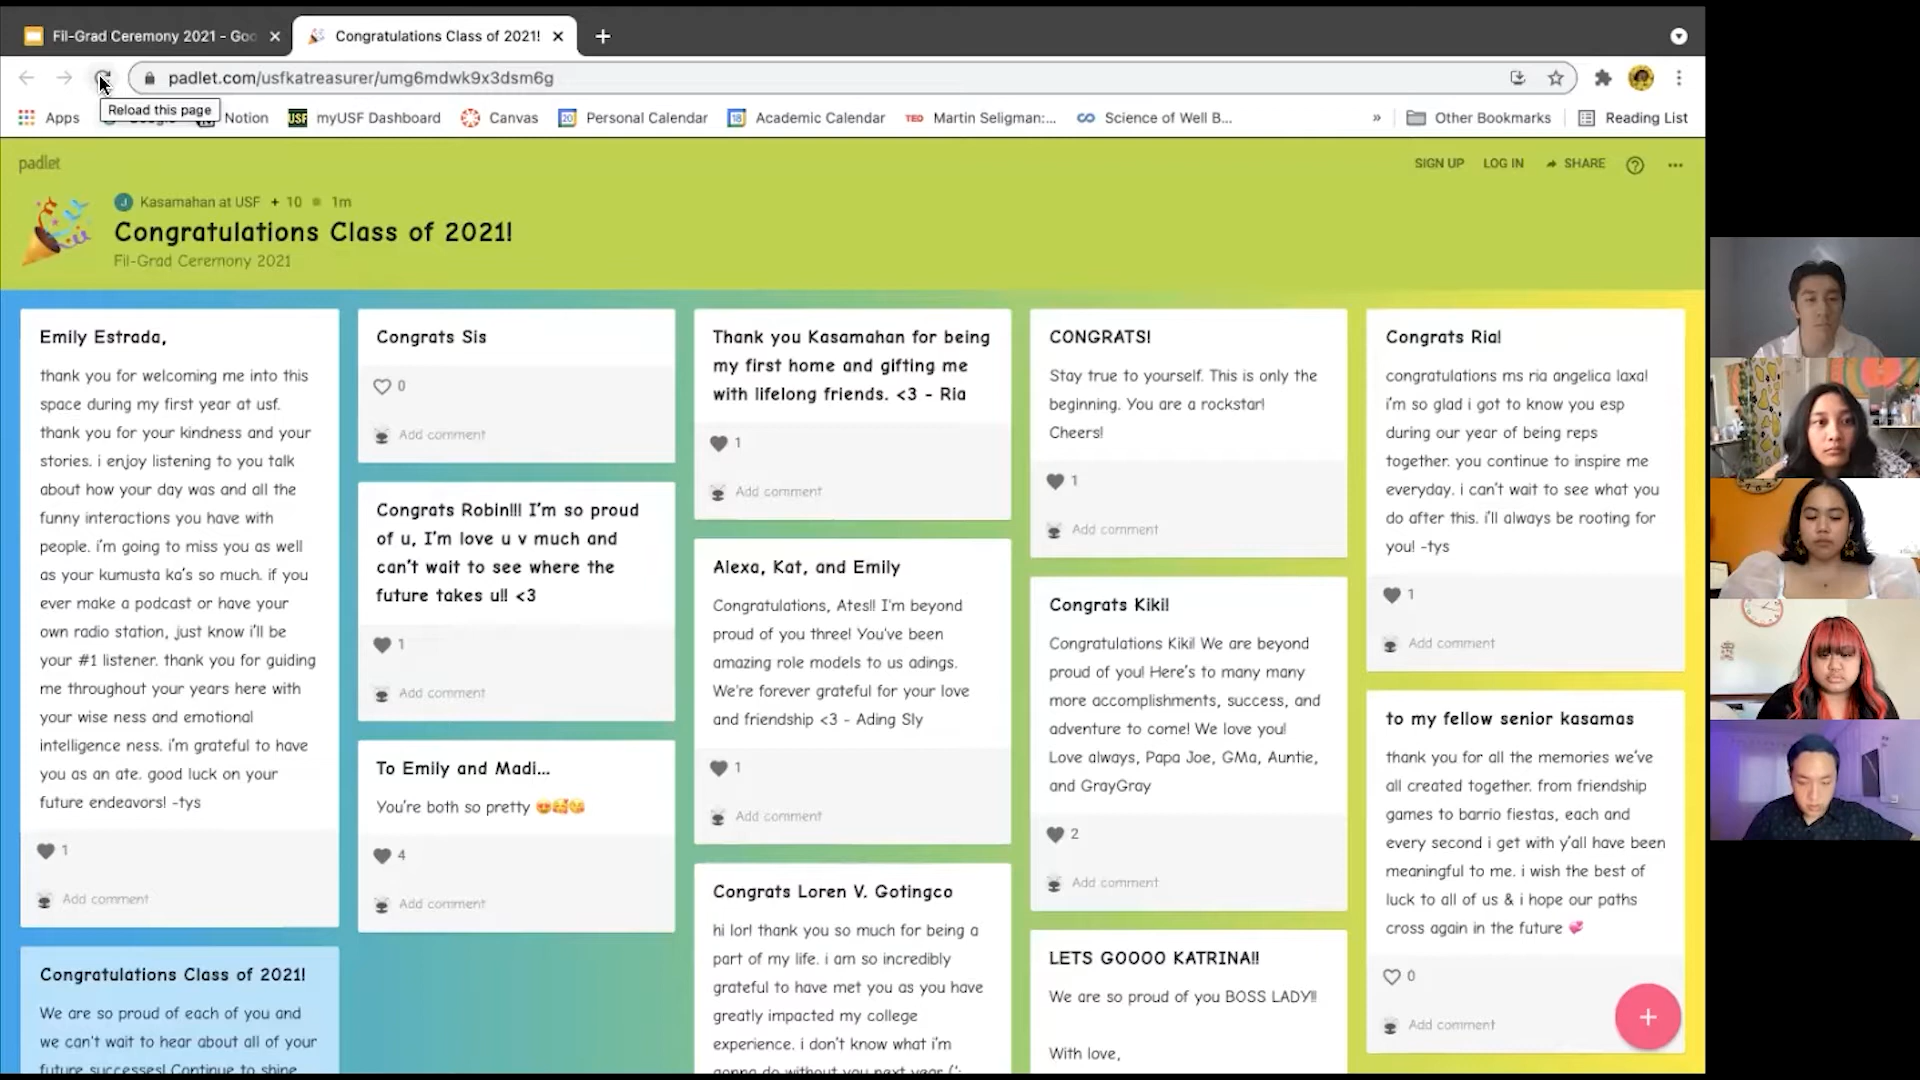 Fil-Grad Ceremony 2021 - Goo
Congratulations Class of 2021!
padlet.com/usfkatreasurer/umg6mdwk9x3dsm6g
Reload this page
Apps
Notion
USF myUSF Dashboard
Canvas
20 Personal Calendar
18 Academic Calendar
TED Martin Seligman:...
Science of Well B...
»
Other Bookmarks
Reading List
padlet
SIGN UP
LOG IN
SHARE
J Kasamahan at USF + 10 1m
Congratulations Class of 2021!
Fil-Grad Ceremony 2021
Emily Estrada,
thank you for welcoming me into this
space during my first year at usf.
thank you for your kindness and your
stories. i enjoy listening to you talk
about how your day was and all the
funny interactions you have with
people. i'm going to miss you as well
as your kumusta ka's so much. if you
ever make a podcast or have your
own radio station, just know i'll be
your #1 listener. thank you for guiding
me throughout your years here with
your wise ness and emotional
intelligence ness. i'm grateful to have
you as an ate. good luck on your
future endeavors! -tys
1
Add comment
Congratulations Class of 2021!
We are so proud of each of you and
we can't wait to hear about all of your
future successes! Continue to shine
Congrats Sis
0
Add comment
Congrats Robin!!! I'm so proud
of u, I'm love u v much and
can't wait to see where the
future takes u!! <3
1
Add comment
To Emily and Madi...
You're both so pretty 😍🥰😘
4
Add comment
Thank you Kasamahan for being
my first home and gifting me
with lifelong friends. <3 - Ria
1
Add comment
Alexa, Kat, and Emily
Congratulations, Ates!! I'm beyond
proud of you three! You've been
amazing role models to us adings.
We're forever grateful for your love
and friendship <3 - Ading Sly
1
Add comment
Congrats Loren V. Gotingco
hi lor! thank you so much for being a
part of my life. i am so incredibly
grateful to have met you as you have
greatly impacted my college
experience. i don't know what i'm
gonna do without you next year (':
CONGRATS!
Stay true to yourself. This is only the
beginning. You are a rockstar!
Cheers!
1
Add comment
Congrats Kiki!
Congratulations Kiki! We are beyond
proud of you! Here's to many many
more accomplishments, success, and
adventure to come! We love you!
Love always, Papa Joe, GMa, Auntie,
and GrayGray
2
Add comment
LETS GOOOO KATRINA!!
We are so proud of you BOSS LADY!!
With love,
Congrats Ria!
congratulations ms ria angelica laxa!
i'm so glad i got to know you esp
during our year of being reps
together. you continue to inspire me
everyday. i can't wait to see what you
do after this. i'll always be rooting for
you! -tys
1
Add comment
to my fellow senior kasamas
thank you for all the memories we've
all created together. from friendship
games to barrio fiestas, each and
every second i get with y'all have been
meaningful to me. i wish the best of
luck to all of us & i hope our paths
cross again in the future 💞
0
Add comment